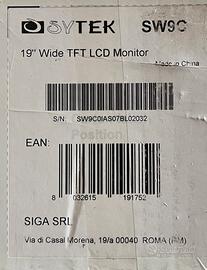 SYTEK SW9C
19" Wide TFT LCD Monitor
Made in China
S/N: SW9C0IAS07BL02032
Position
EAN:
8 032615 191752
SIGA SRL
Via di Casal Morena, 19/a 00040 ROMA (RM)